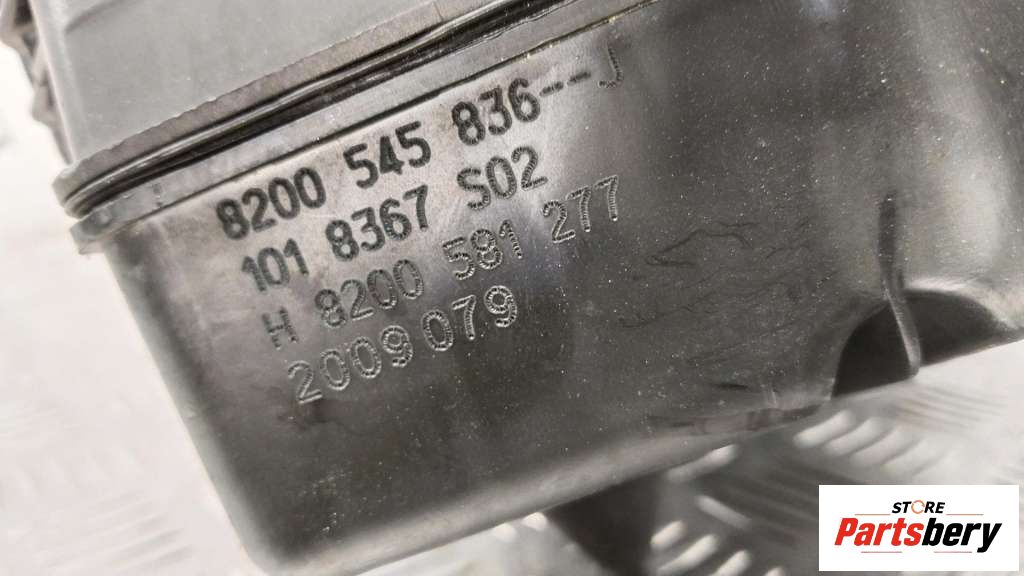 8200 545 836--J
101 8367 S02
H 8200 581 277
2009 079
STORE
Partsbery